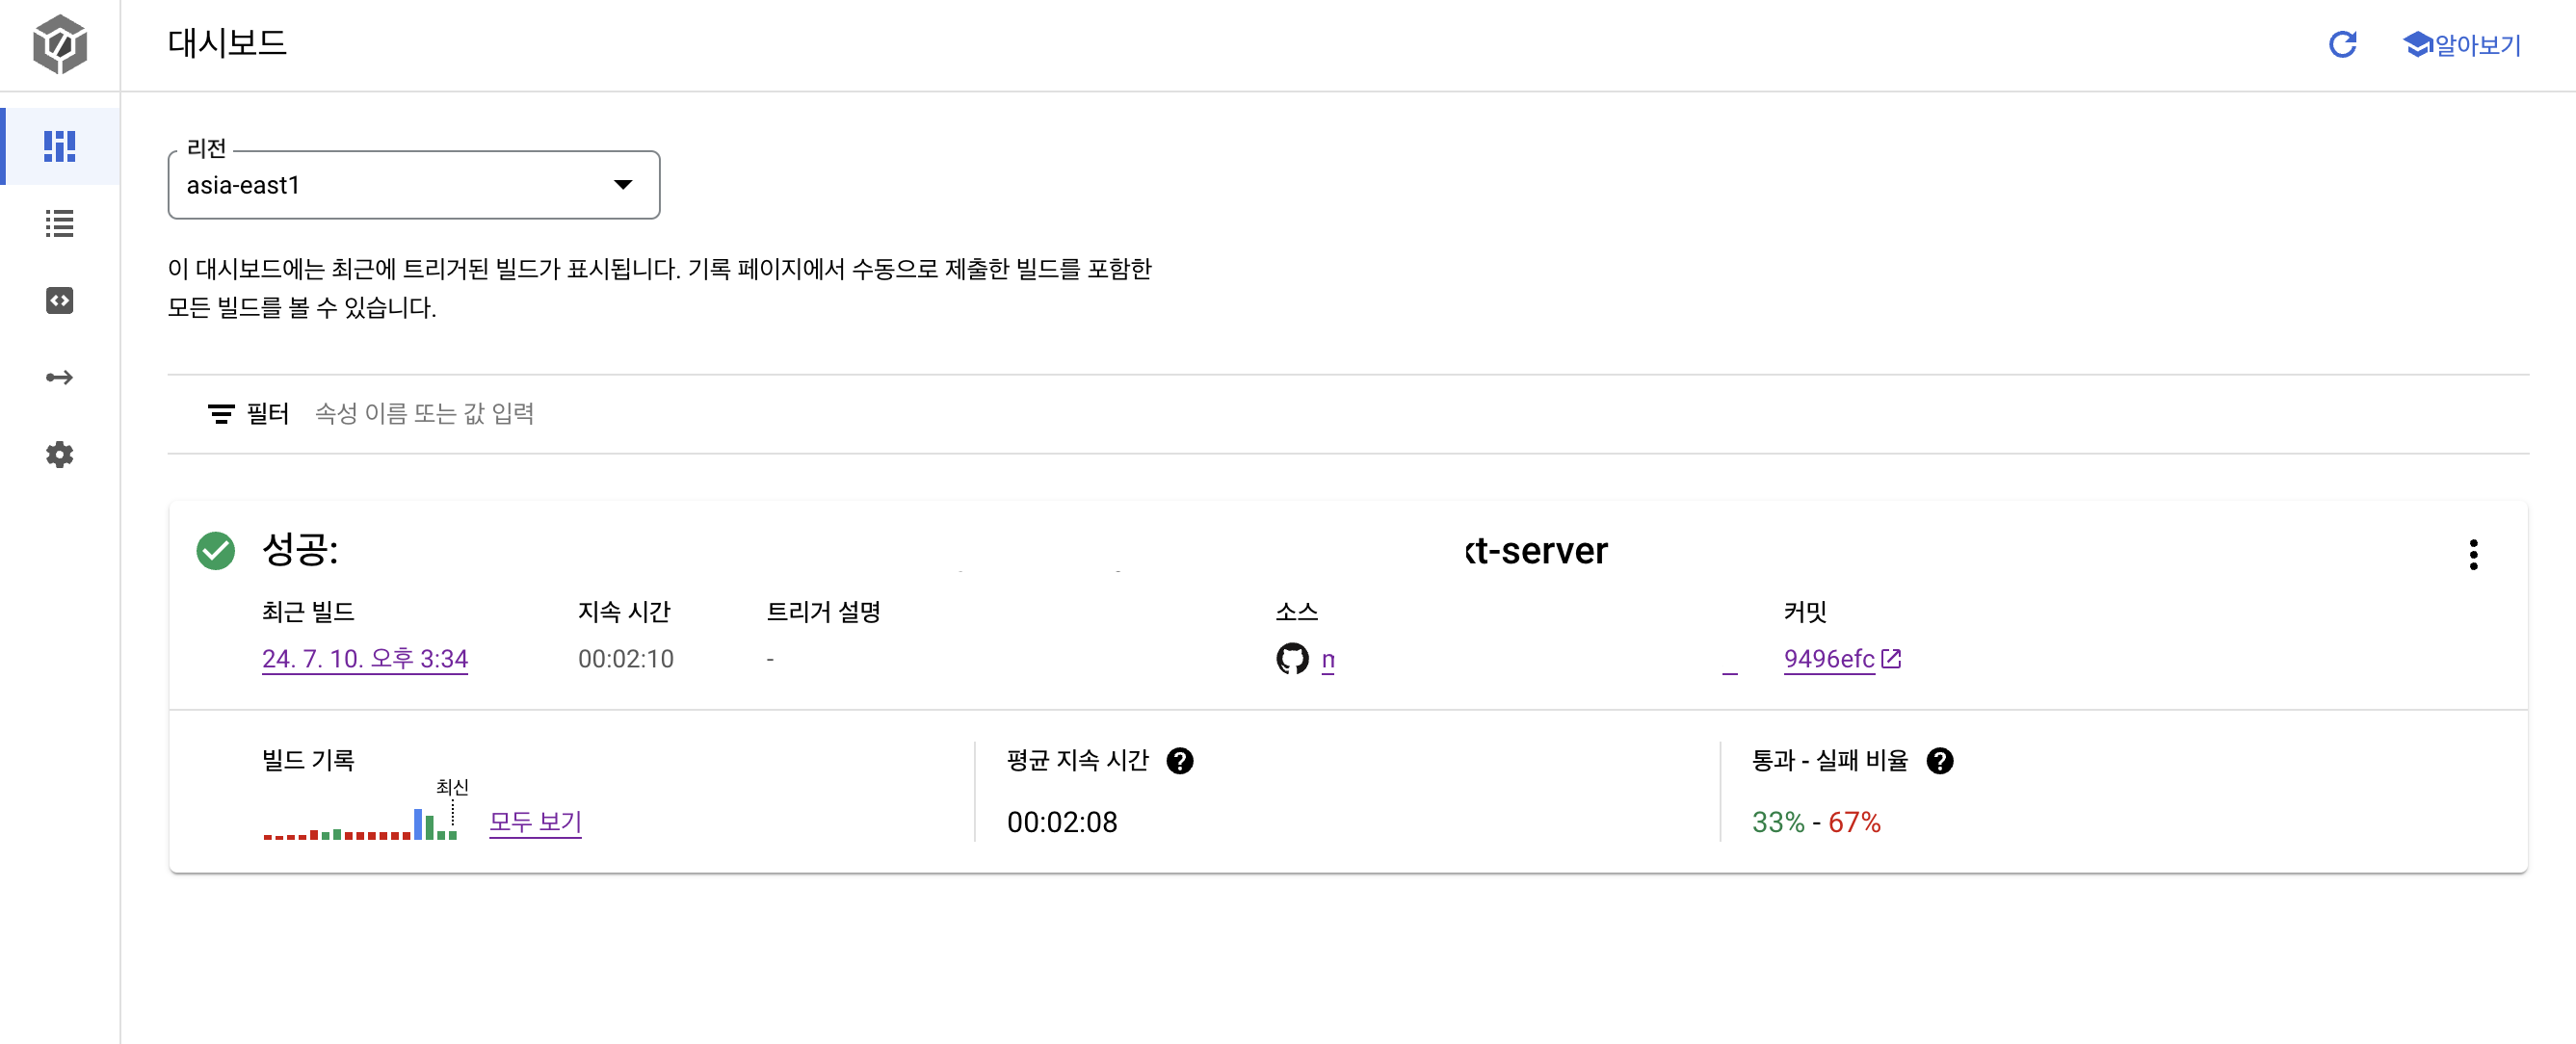 대시보드
알아보기
리전
asia-east1
이 대시보드에는 최근에 트리거된 빌드가 표시됩니다. 기록 페이지에서 수동으로 제출한 빌드를 포함한
모든 빌드를 볼 수 있습니다.
필터 속성 이름 또는 값 입력
성공: t-server
최근 빌드 지속 시간 트리거 설명 소스 커밋
24. 7. 10. 오후 3:34 00:02:10 - 9496efc
빌드 기록 평균 지속 시간 ? 통과 - 실패 비율 ?
최신
모두 보기 00:02:08 33% - 67%